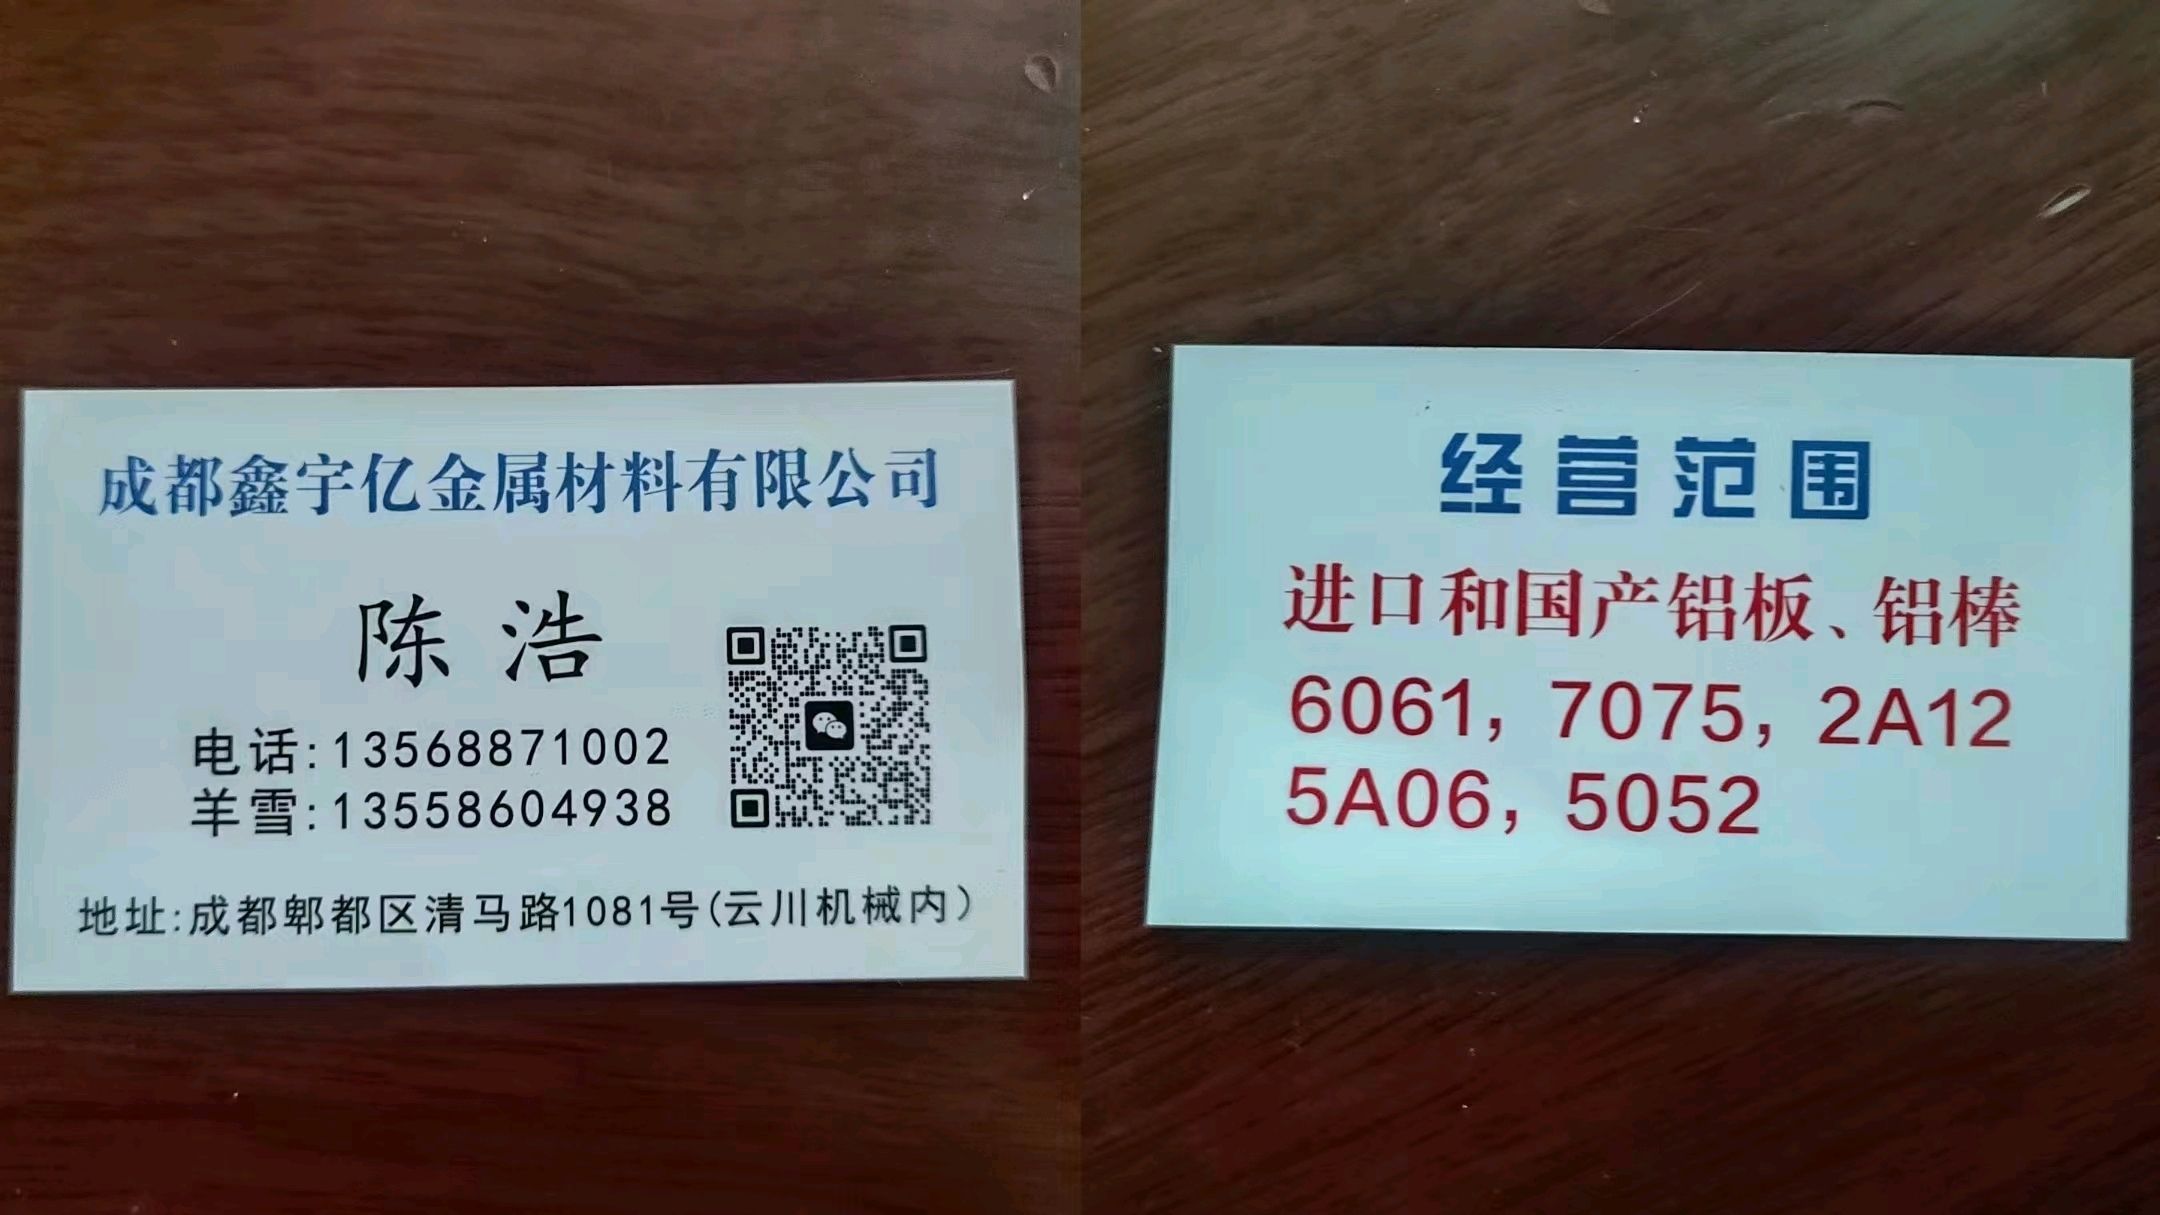 成都鑫宇亿金属材料有限公司
陈浩
电话:13568871002
羊雪:13558604938
地址:成都郫都区清马路1081号(云川机械内)
经营范围
进口和国产铝板、铝棒
6061, 7075, 2A12
5A06, 5052